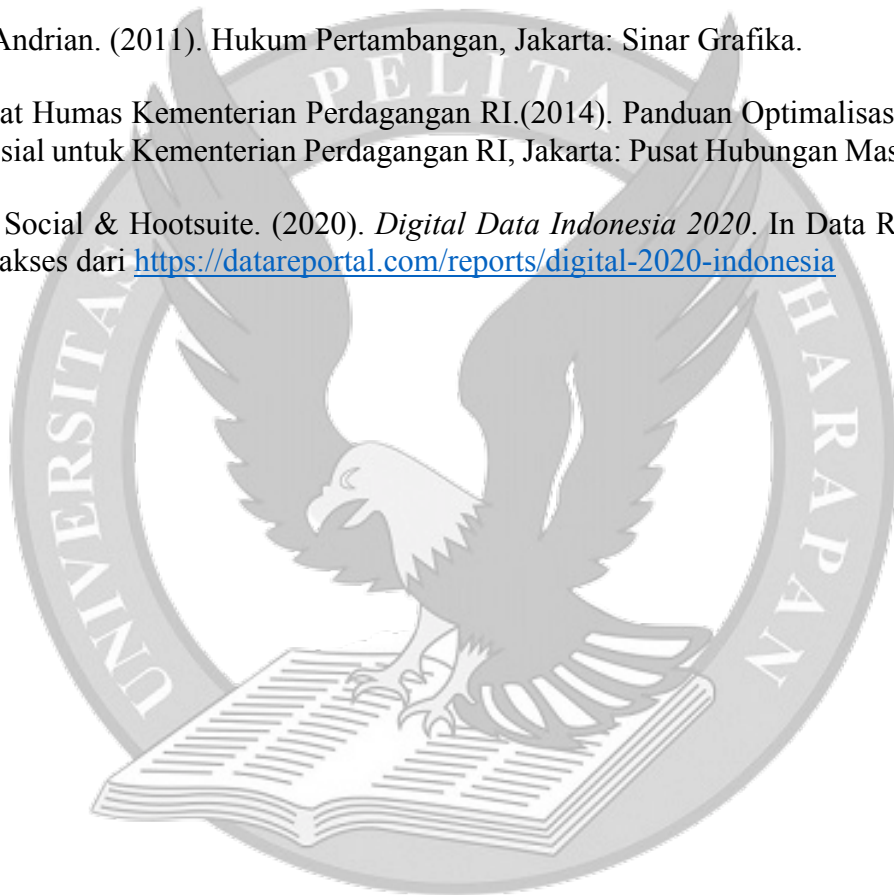 Andrian. (2011). Hukum Pertambangan, Jakarta: Sinar Grafika.
at Humas Kementerian Perdagangan RI.(2014). Panduan Optimalisas
sial untuk Kementerian Perdagangan RI, Jakarta: Pusat Hubungan Mas
Social & Hootsuite. (2020). Digital Data Indonesia 2020. In Data R
akses dari https://datareportal.com/reports/digital-2020-indonesia
UNIVERSITAS PELITA HARAPAN